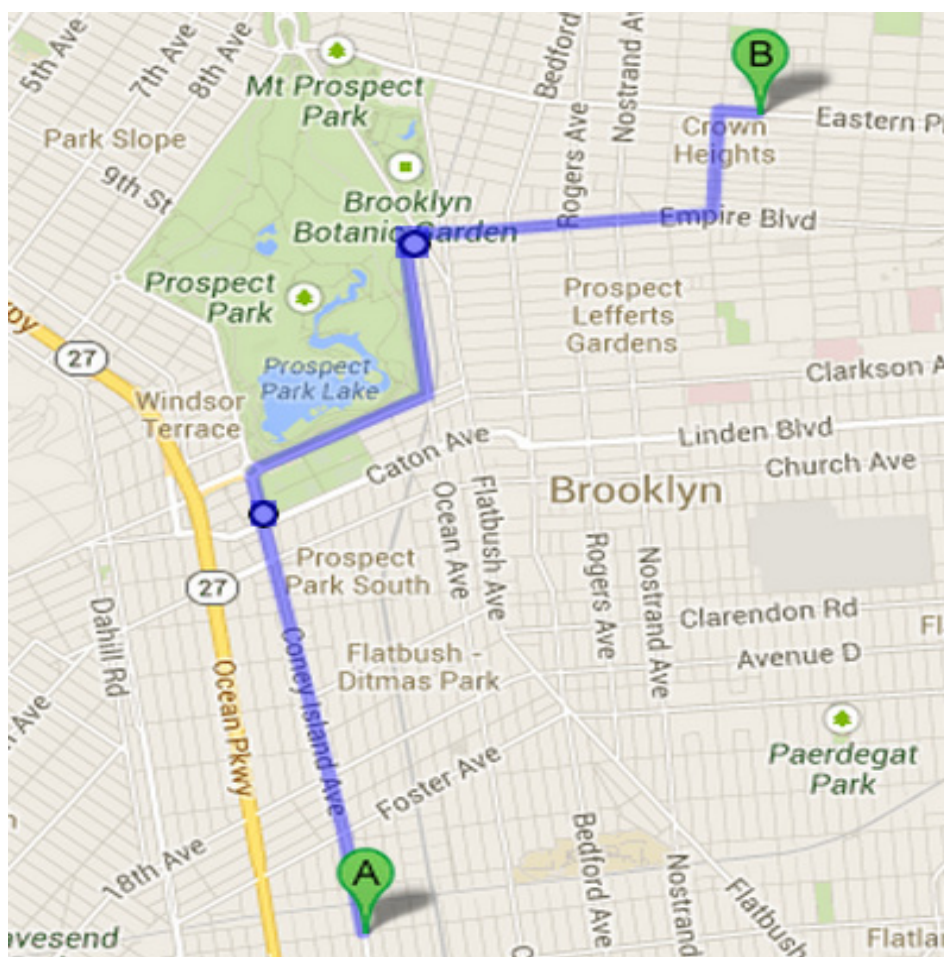 5th Ave
7th Ave
8th Ave
Mt Prospect
Park
Park Slope
9th St
Bedford
Rogers Ave
Nostrand Av
B
Crown
Heights
Eastern P
Brooklyn
Botanic Garden
Empire Blvd
Prospect
Park
Prospect
Lefferts
Gardens
27
Prospect
Park Lake
Windsor
Terrace
Clarkson A
Caton Ave
Linden Blvd
Church Ave
Brooklyn
Ocean Ave
Flatbush Ave
27
Prospect
Park South
Rogers Ave
Nostrand Ave
Clarendon Rd
Fl
Avenue D
Dahill Rd
Ocean Pkwy
Coney Island Ave
Flatbush -
Ditmas Park
Ave
Foster Ave
Paerdegat
Park
18th Ave
A
Bedford Ave
Nostrand
Flatbush
avesend
Flatlan